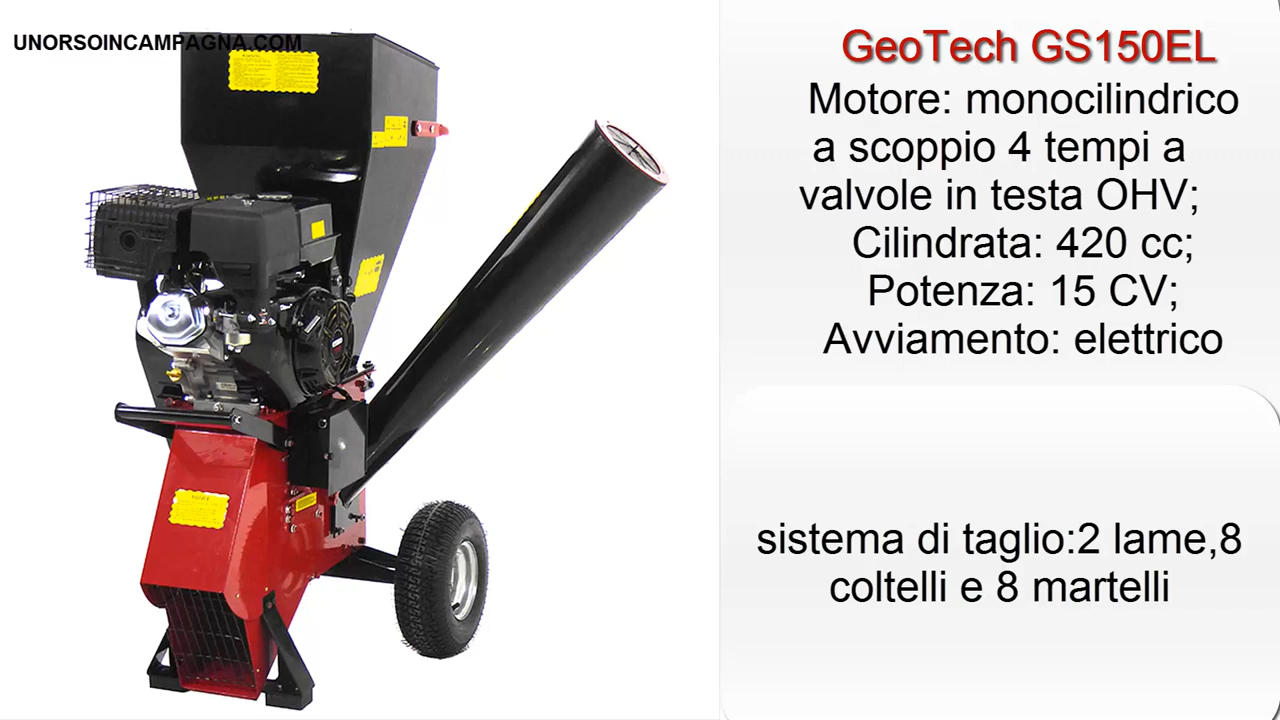 UNORSOINCAMPAGNA.COM
GeoTech GS150EL
Motore: monocilindrico
a scoppio 4 tempi a
valvole in testa OHV;
Cilindrata: 420 cc;
Potenza: 15 CV;
Avviamento: elettrico
sistema di taglio:2 lame,8
coltelli e 8 martelli